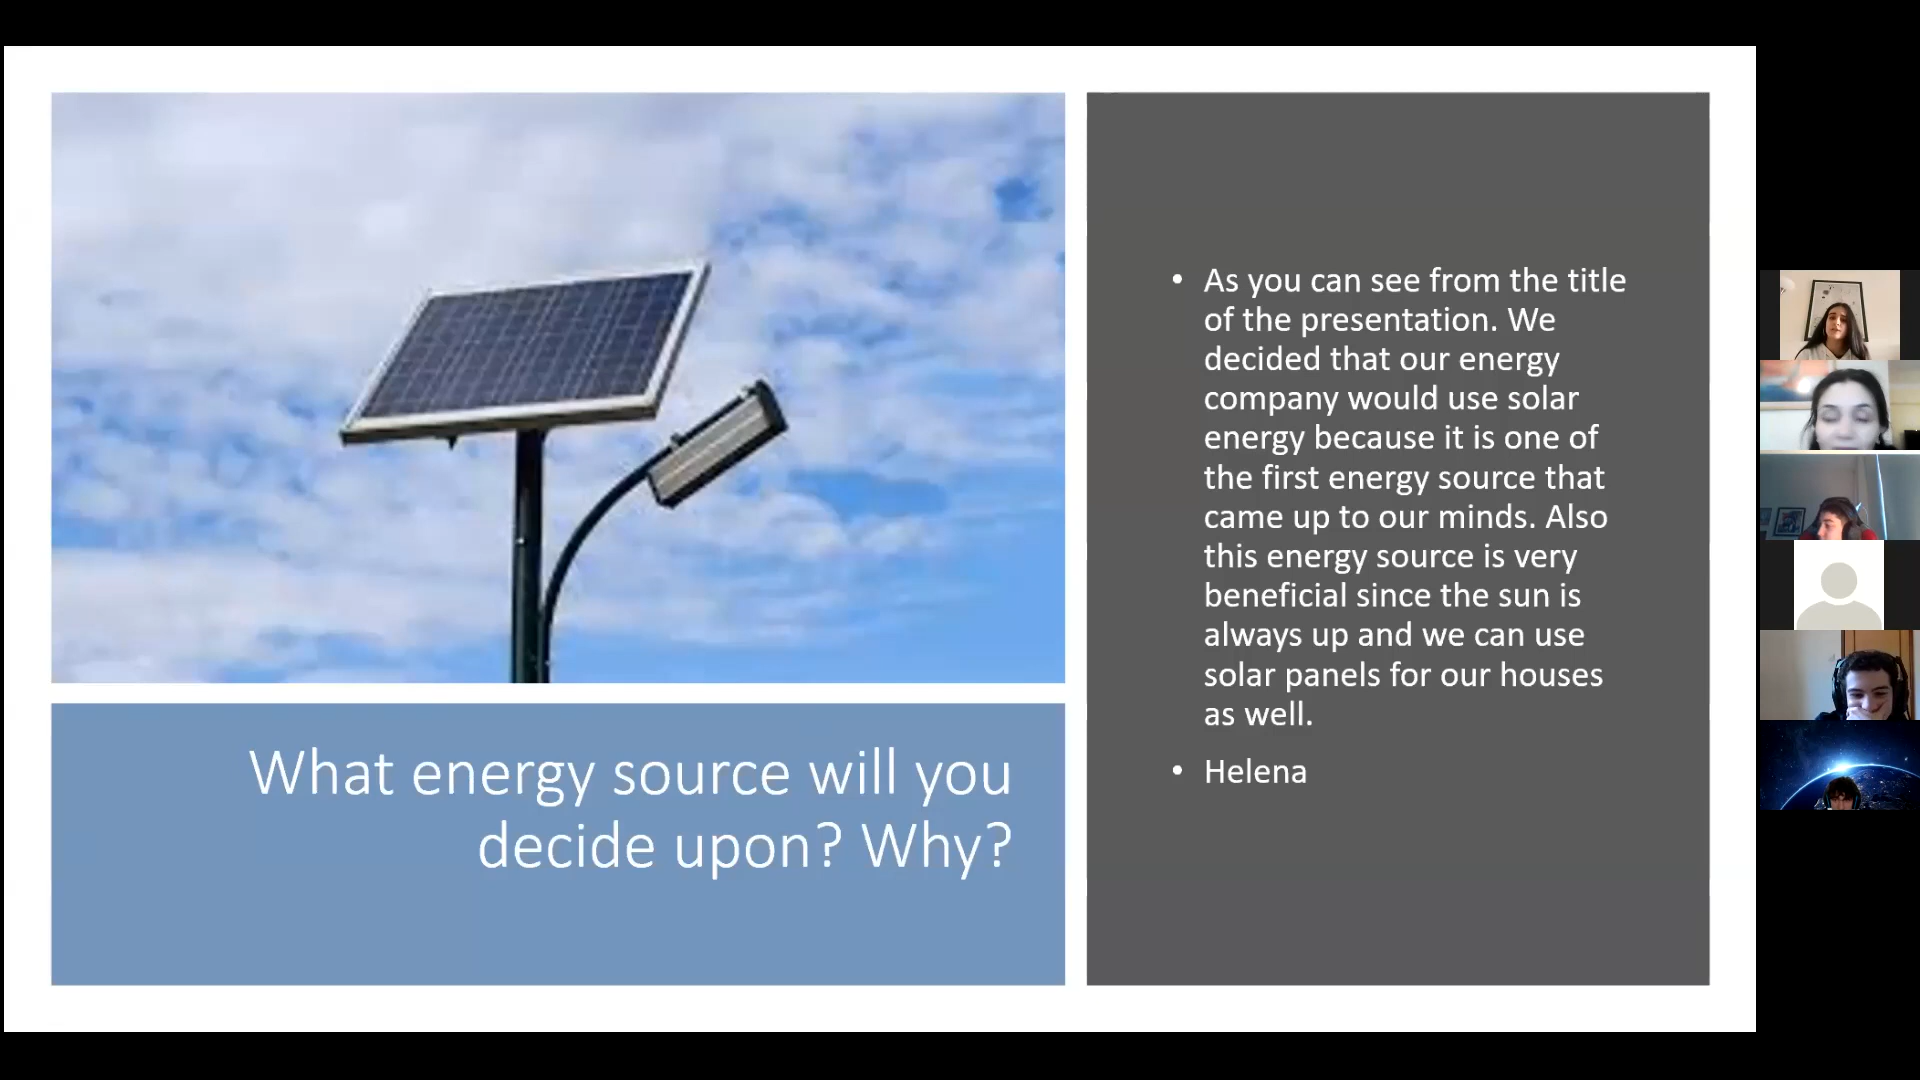 What energy source will you
decide upon? Why?
• As you can see from the title
of the presentation. We
decided that our energy
company would use solar
energy because it is one of
the first energy source that
came up to our minds. Also
this energy source is very
beneficial since the sun is
always up and we can use
solar panels for our houses
as well.
• Helena